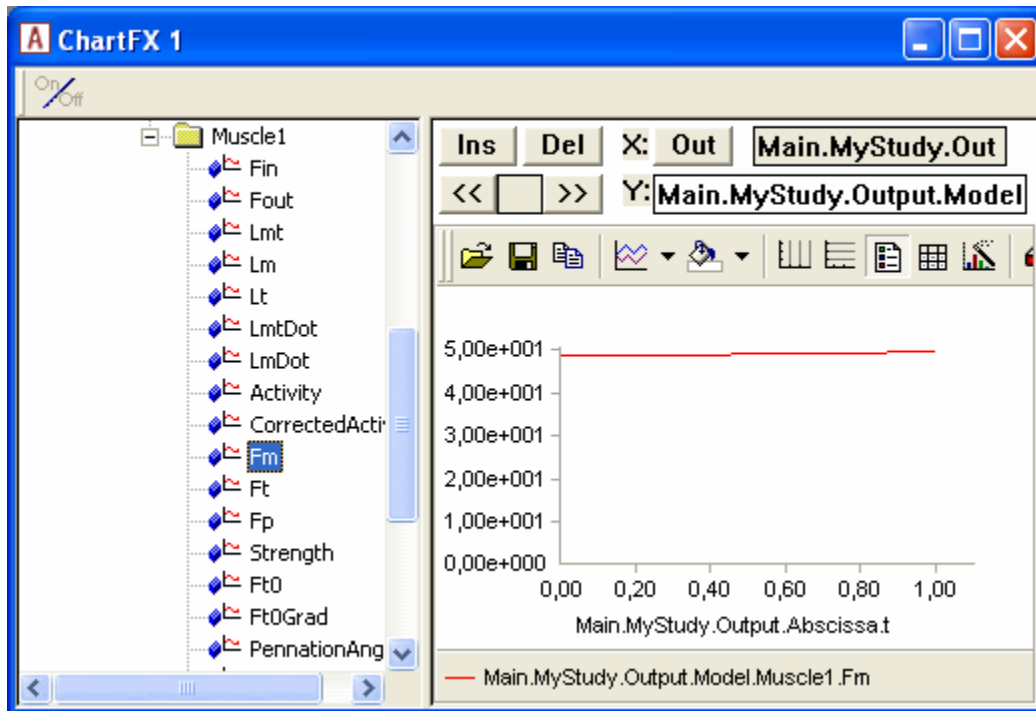 ChartFX 1
On/Off
Muscle1
Fin
Fout
Lmt
Lm
Lt
LmtDot
LmDot
Activity
CorrectedActi
Fm
Ft
Fp
Strength
Ft0
Ft0Grad
PennationAng
Ins Del X: Out Main.MyStudy.Out
<< >> Y: Main.MyStudy.Output.Model
5,00e+001
4,00e+001
3,00e+001
2,00e+001
1,00e+001
0,00e+000
0,00 0,20 0,40 0,60 0,80 1,00
Main.MyStudy.Output.Abscissa.t
Main.MyStudy.Output.Model.Muscle1.Fm